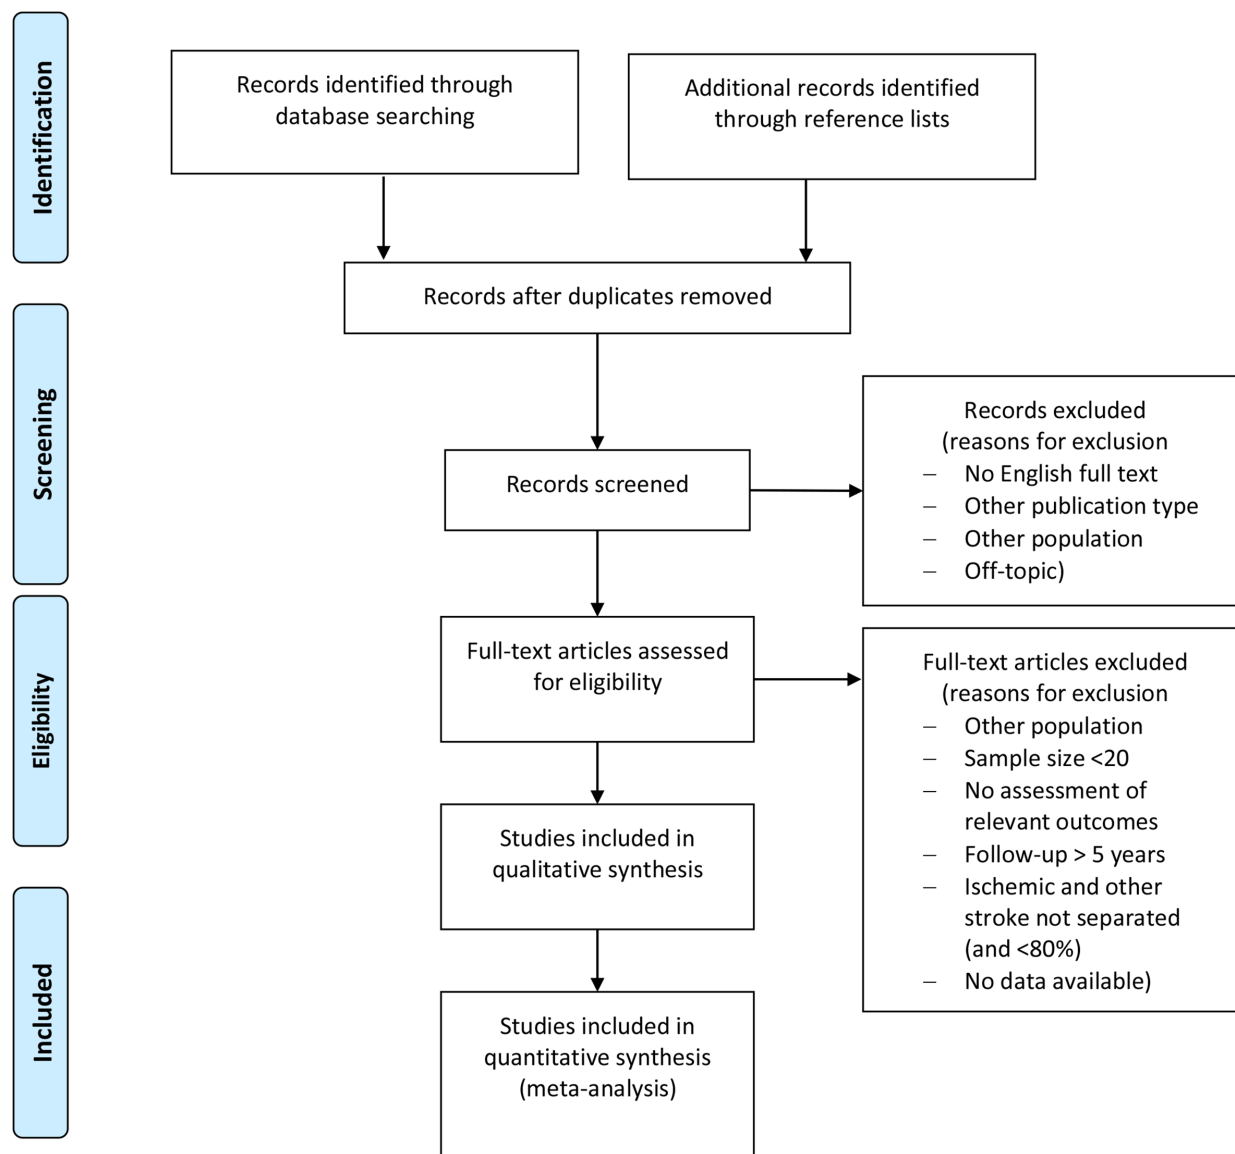 Identification
Records identified through
database searching
Additional records identified
through reference lists
Records after duplicates removed
Screening
Records screened
Records excluded
(reasons for exclusion
– No English full text
– Other publication type
– Other population
– Off-topic)
Eligibility
Full-text articles assessed
for eligibility
Full-text articles excluded
(reasons for exclusion
– Other population
– Sample size <20
– No assessment of
relevant outcomes
– Follow-up > 5 years
– Ischemic and other
stroke not separated
(and <80%)
– No data available)
Studies included in
qualitative synthesis
Included
Studies included in
quantitative synthesis
(meta-analysis)